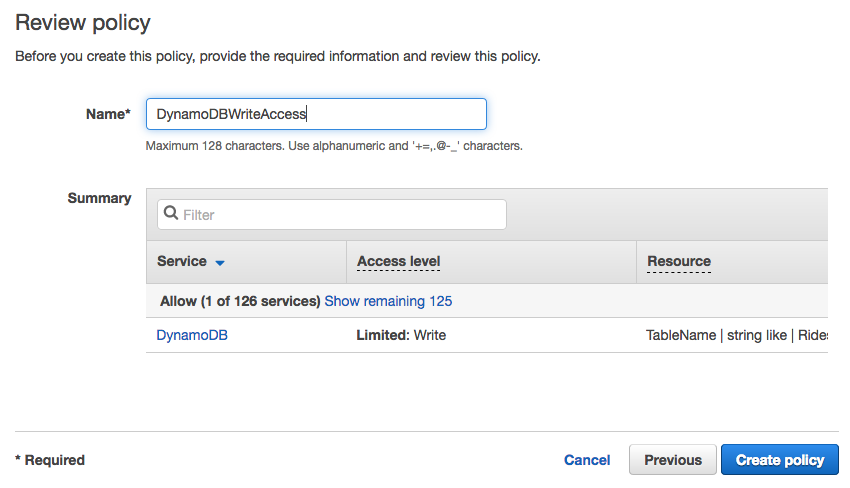 Review policy
Before you create this policy, provide the required information and review this policy.
Name* DynamoDBWriteAccess
Maximum 128 characters. Use alphanumeric and '+=,.@-_' characters.
Summary
Filter
Service Access level Resource
Allow (1 of 126 services) Show remaining 125
DynamoDB Limited: Write TableName | string like | Rides
* Required Cancel Previous Create policy